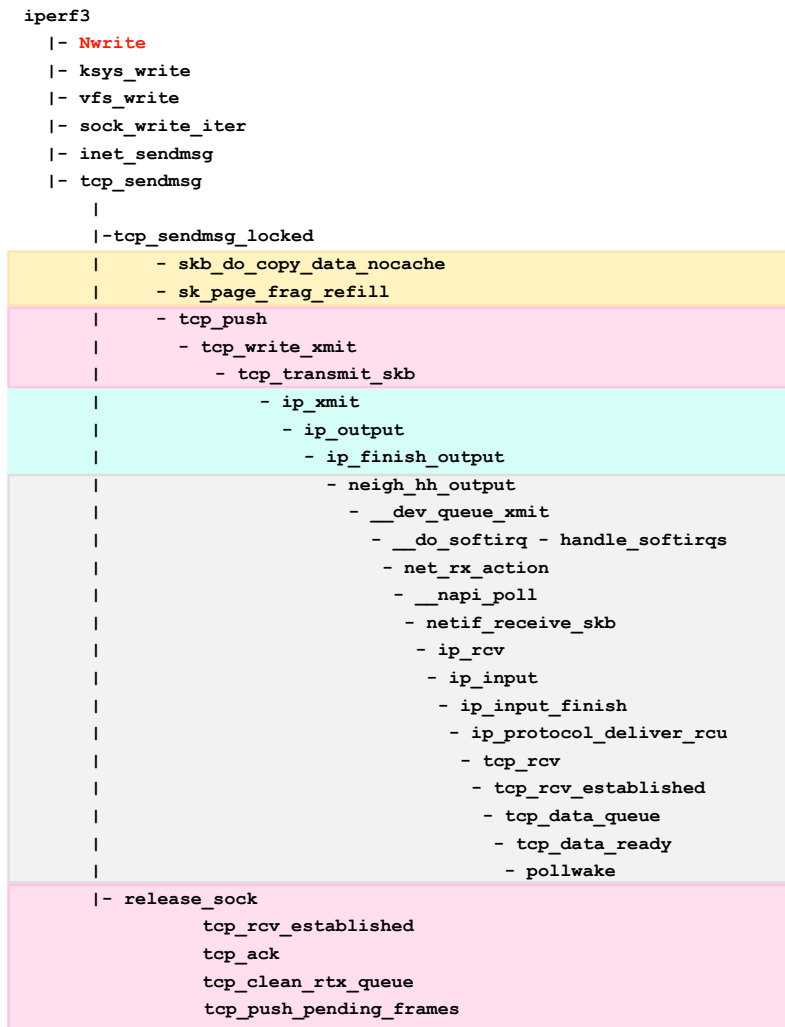 iperf3
|- Nwrite
|- ksys_write
|- vfs_write
|- sock_write_iter
|- inet_sendmsg
|- tcp_sendmsg
|
|-tcp_sendmsg_locked
| - skb_do_copy_data_nocache
| - sk_page_frag_refill
| - tcp_push
| - tcp_write_xmit
| - tcp_transmit_skb
| - ip_xmit
| - ip_output
| - ip_finish_output
| - neigh_hh_output
| - __dev_queue_xmit
| - __do_softirq - handle_softirqs
| - net_rx_action
| - __napi_poll
| - netif_receive_skb
| - ip_rcv
| - ip_input
| - ip_input_finish
| - ip_protocol_deliver_rcu
| - tcp_rcv
| - tcp_rcv_established
| - tcp_data_queue
| - tcp_data_ready
| - pollwake
|- release_sock
tcp_rcv_established
tcp_ack
tcp_clean_rtx_queue
tcp_push_pending_frames